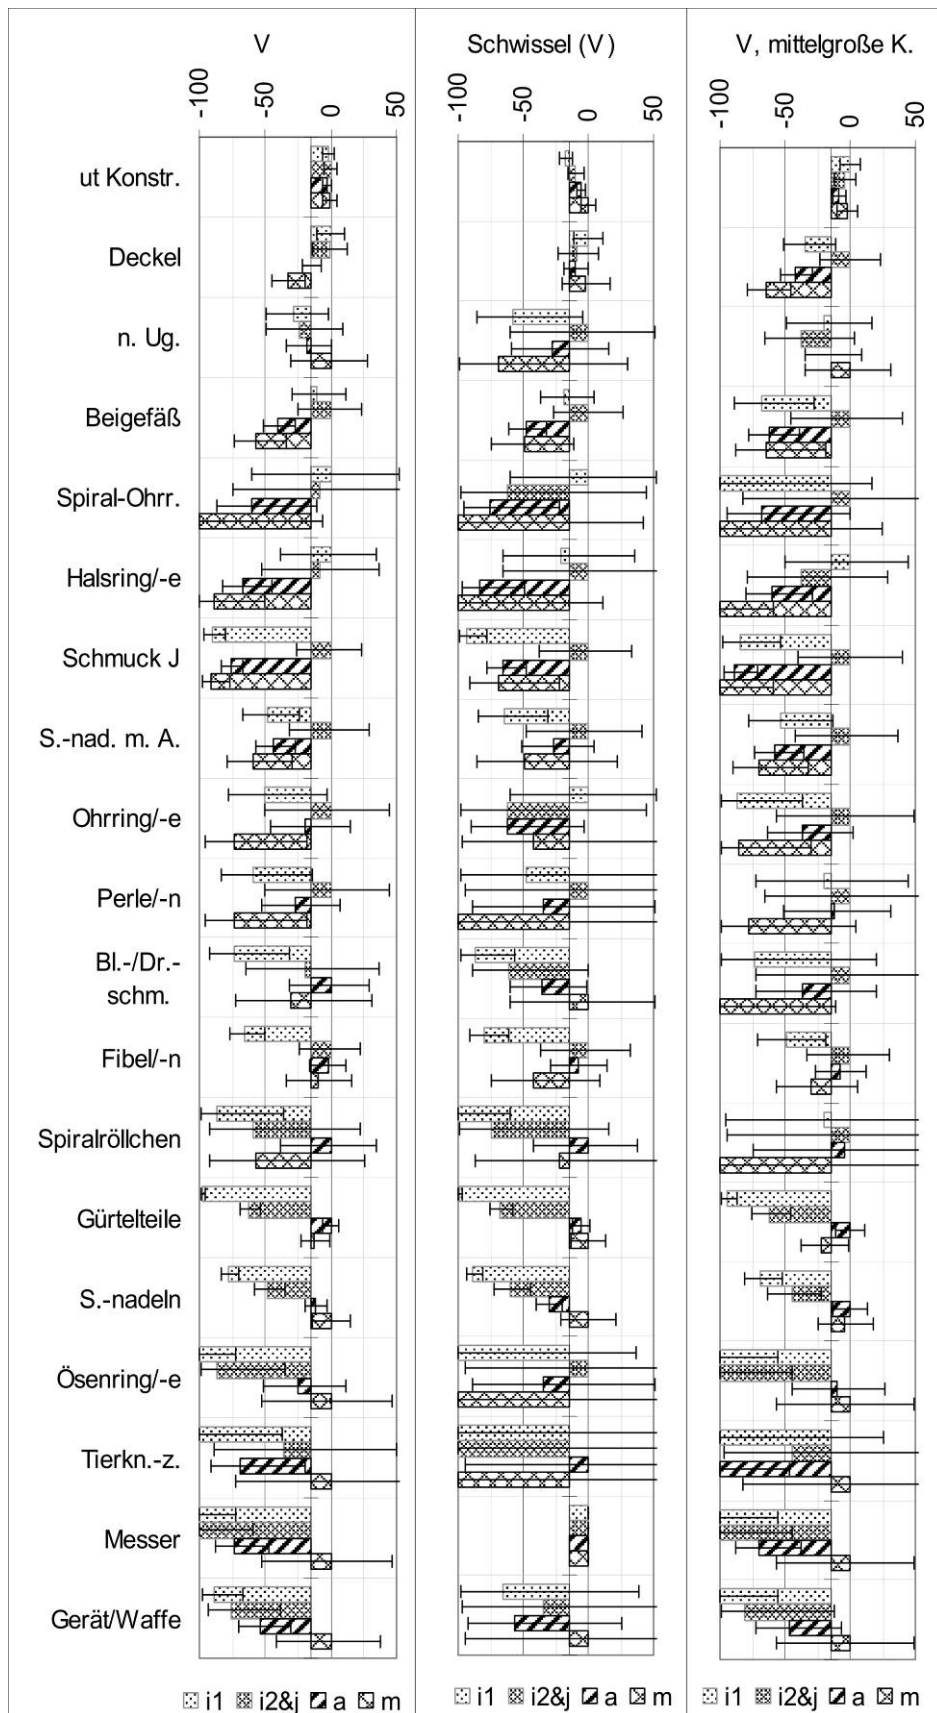 V
Schwissel (V)
V, mittelgroße K.
-100 -50 0 50
-100 -50 0 50
-100 -50 0 50
ut Konstr.
Deckel
n. Ug.
Beigefäß
Spiral-Ohrr.
Halsring/-e
Schmuck J
S.-nad. m. A.
Ohrring/-e
Perle/-n
Bl.-/Dr.-
schm.
Fibel/-n
Spiralröllchen
Gürtelteile
S.-nadeln
Ösenring/-e
Tierkn.-z.
Messer
Gerät/Waffe
i1 i2&j a m
i1 i2&j a m
i1 i2&j a m